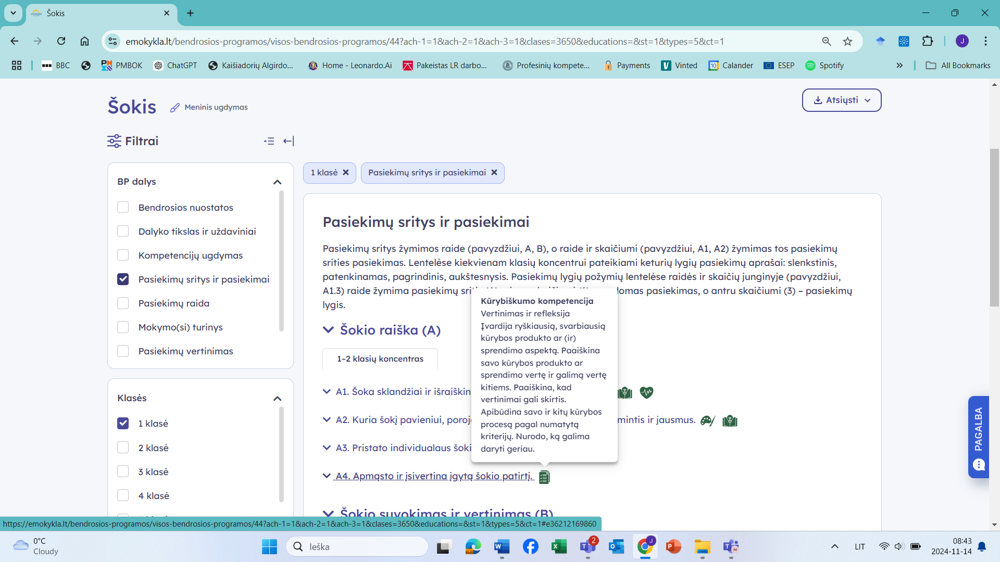 Šokis
emokykla.lt/bendrosios-programos/visos-bendrosios-programos/44?ach-1=1&ach-2=1&ach-3=1&clases=3650&educations=&st=1&types=5&ct=1
J
BBC
PMBOK
ChatGPT
Kaišiadorių Algirdo...
Home - Leonardo.Ai
Pakeistas LR darbo...
Profesinių kompete...
Payments
Vinted
Calander
ESEP
Spotify
All Bookmarks
Šokis
Meninis ugdymas
Atsiųsti
Filtrai
1 klasė
Pasiekimų sritys ir pasiekimai
BP dalys
Bendrosios nuostatos
Dalyko tikslas ir uždaviniai
Kompetencijų ugdymas
Pasiekimų sritys ir pasiekimai
Pasiekimų raida
Mokymo(si) turinys
Pasiekimų vertinimas
Klasės
1 klasė
2 klasė
3 klasė
4 klasė
Pasiekimų sritys ir pasiekimai
Pasiekimų sritys žymimos raide (pavyzdžiui, A, B), o raide ir skaičiumi (pavyzdžiui, A1, A2) žymimas tos pasiekimų
srities pasiekimas. Lentelėse kiekvienam klasių koncentrui pateikiami keturių lygių pasiekimų aprašai: slenkstinis,
patenkinamas, pagrindinis, aukštesnysis. Pasiekimų lygių požymių lentelėse raidės ir skaičių junginyje (pavyzdžiui,
A1.3) raide žymima pasiekimų o antru skaičiumi (3) – pasiekimų
lygis.
Šokio raiška (A)
1–2 klasių koncentras
A1. Šoka sklandžiai ir išraiškin
A2. Kuria šokį pavieniui, poroj mintis ir jausmus.
A3. Pristato individualaus šoki
A4. Apmąsto ir įsivertina įgytą šokio patirtį.
Kūrybiškumo kompetencija
Vertinimas ir refleksija
Įvardija ryškiausią, svarbiausią
kūrybos produkto ar (ir)
sprendimo aspektą. Paaiškina
savo kūrybos produkto ar
sprendimo vertę ir galimą vertę
kitiems. Paaiškina, kad
vertinimai gali skirtis.
Apibūdina savo ir kitų kūrybos
procesą pagal numatytą
kriterijų. Nurodo, ką galima
daryti geriau.
Šokio suvokimas ir vertinimas (B)
PAGALBA
https://emokykla.lt/bendrosios-programos/visos-bendrosios-programos/44?ach-1=1&ach-2=1&ach-3=1&clases=3650&educations=&st=1&types=5&ct=1#e36212169860
0°C
Cloudy
Ieška
2
LIT
08:43
2024-11-14